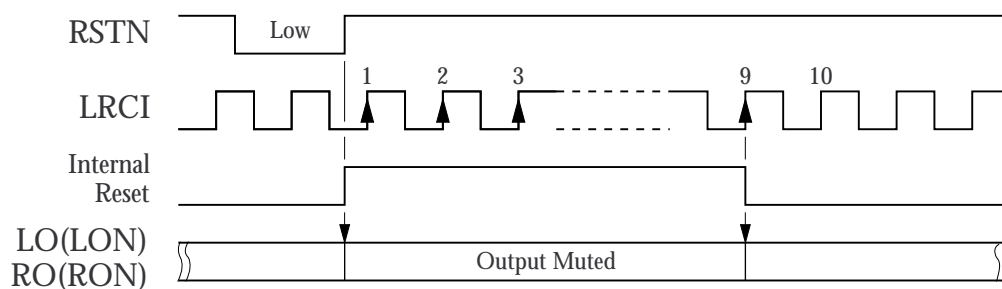 RSTN
Low
1 2 3 9 10
LRCI
Internal
Reset
LO(LON)
RO(RON)
Output Muted